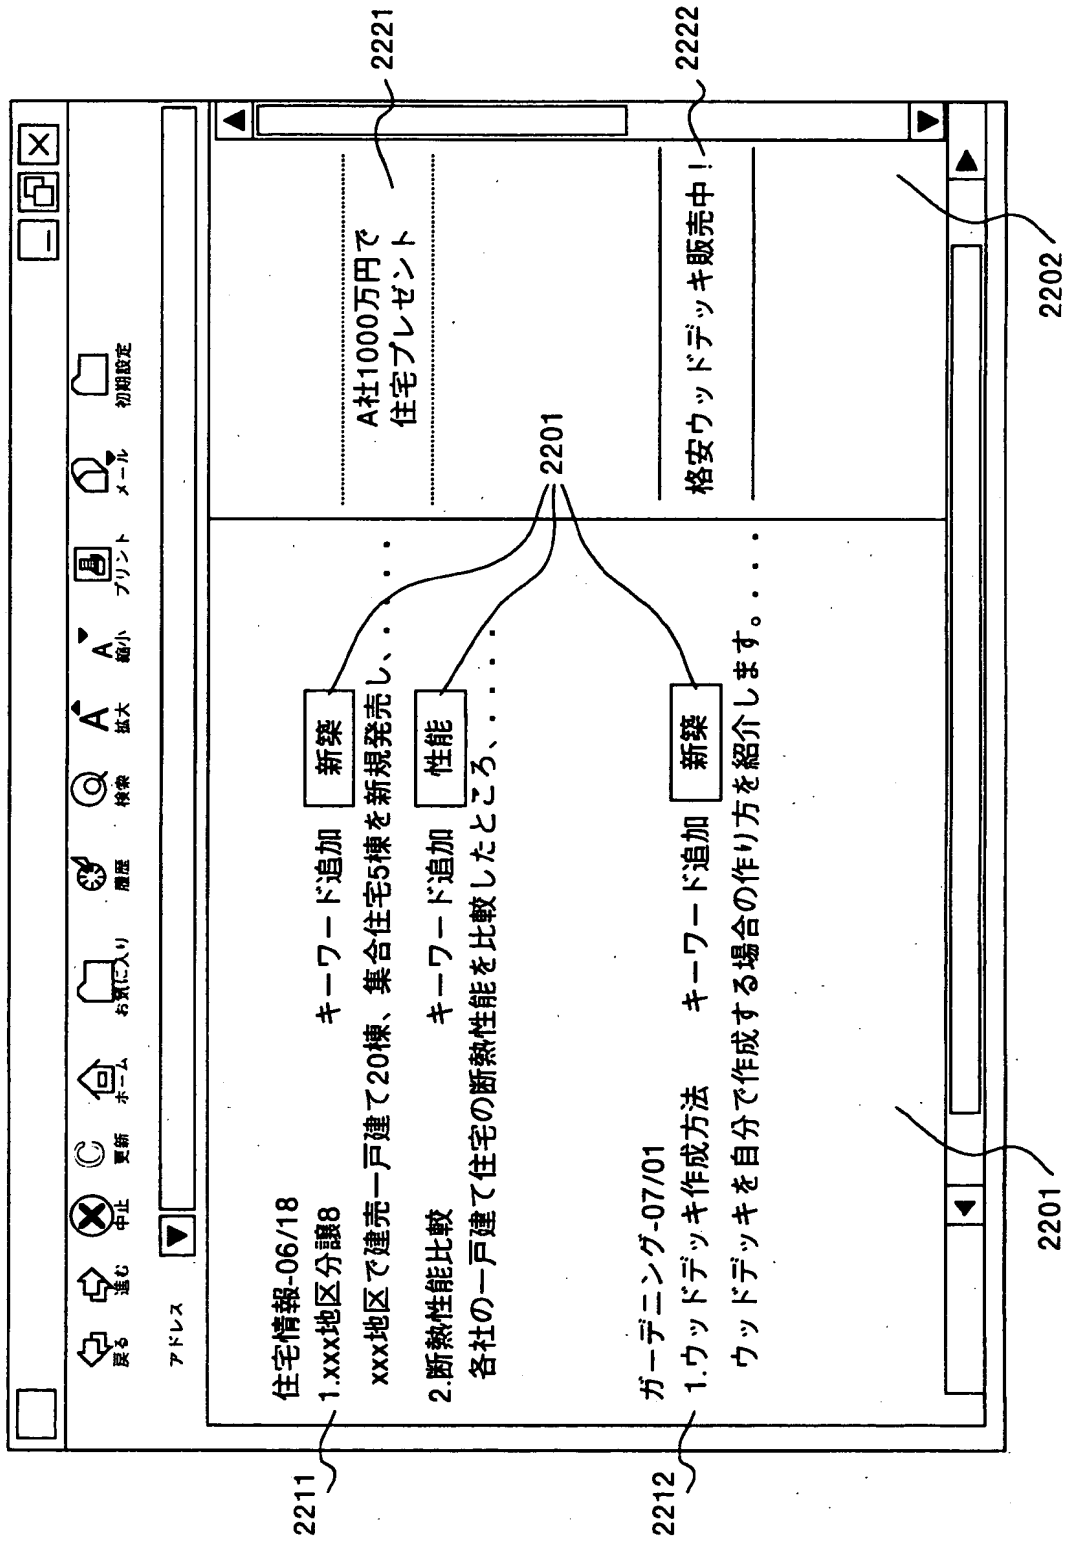 戻る 進む 中止 更新 ホーム お気に入り 履歴 検索 拡大 縮小 プリント メール 初期設定
アドレス
住宅情報-06/18
2211
1.xxx地区分譲8 キーワード追加 新築
xxx地区で建売一戸建て20棟、集合住宅5棟を新規発売し、・・・・
2.断熱性能比較 キーワード追加 性能
各社の一戸建て住宅の断熱性能を比較したところ、・・・・
2201
ガーデニング-07/01
2212
1.ウッドデッキ作成方法 キーワード追加 新築
ウッドデッキを自分で作成する場合の作り方を紹介します。・・・・
A社1000万円で
住宅プレゼント
2221
格安ウッドデッキ販売中！
2222
2201
2202